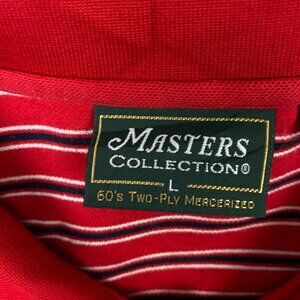 MASTERS
COLLECTION®
L
60's TWO-PLY MERCERIZED